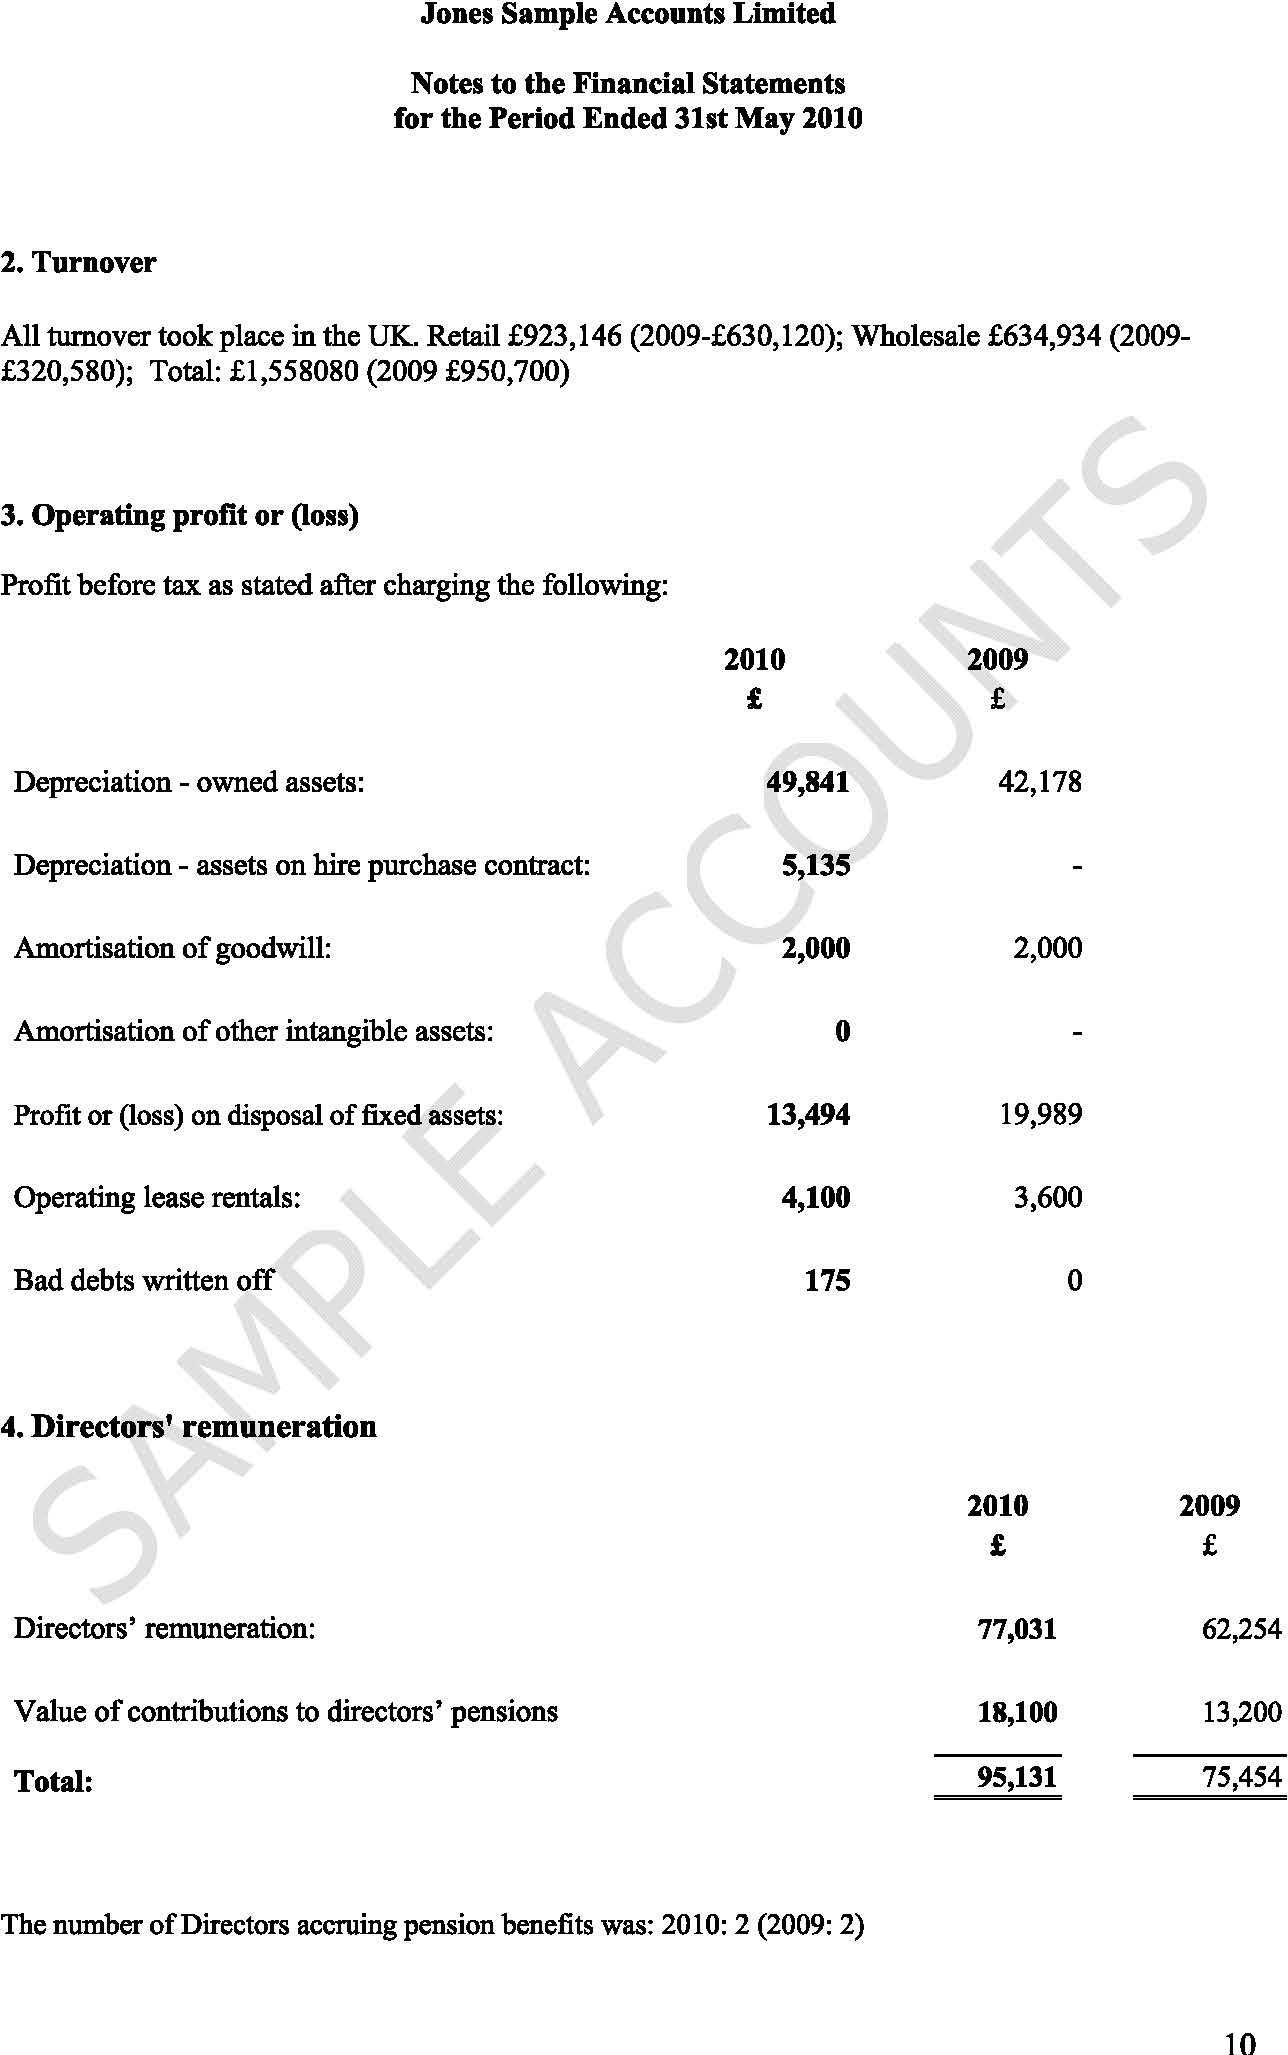 Jones Sample Accounts Limited
Notes to the Financial Statements
for the Period Ended 31st May 2010
2. Turnover
All turnover took place in the UK. Retail £923,146 (2009-£630,120); Wholesale £634,934 (2009-
£320,580);  Total: £1,558080 (2009 £950,700)
3. Operating profit or (loss)
Profit before tax as stated after charging the following:
2010 2009
£ £
Depreciation - owned assets: 49,841 42,178
Depreciation - assets on hire purchase contract: 5,135 -
Amortisation of goodwill: 2,000 2,000
Amortisation of other intangible assets: 0 -
Profit or (loss) on disposal of fixed assets: 13,494 19,989
Operating lease rentals: 4,100 3,600
Bad debts written off 175 0
4. Directors' remuneration
2010 2009
£ £
Directors’ remuneration: 77,031 62,254
Value of contributions to directors’ pensions 18,100 13,200
Total: 95,131 75,454
The number of Directors accruing pension benefits was: 2010: 2 (2009: 2)
10
SAMPLE ACCOUNTS